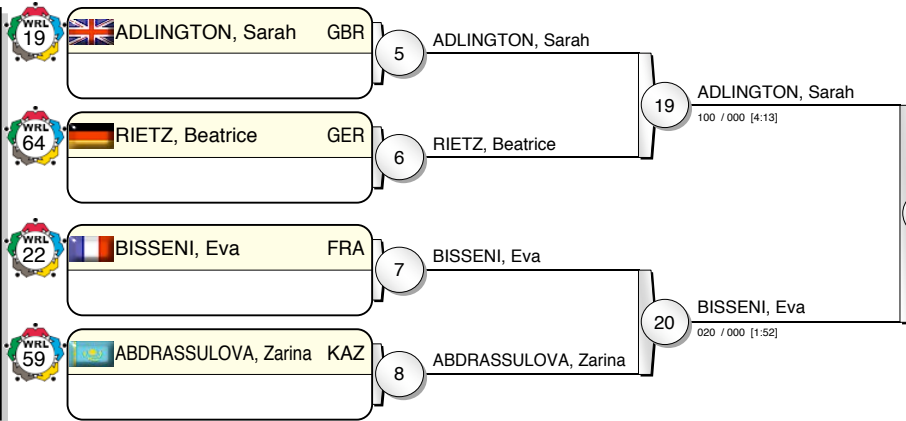 WRL
19
ADLINGTON, Sarah GBR
5
ADLINGTON, Sarah
19
ADLINGTON, Sarah
100 / 000 [4:13]
WRL
64
RIETZ, Beatrice GER
6
RIETZ, Beatrice
WRL
22
BISSENI, Eva FRA
7
BISSENI, Eva
20
BISSENI, Eva
020 / 000 [1:52]
WRL
59
ABDRASSULOVA, Zarina KAZ
8
ABDRASSULOVA, Zarina